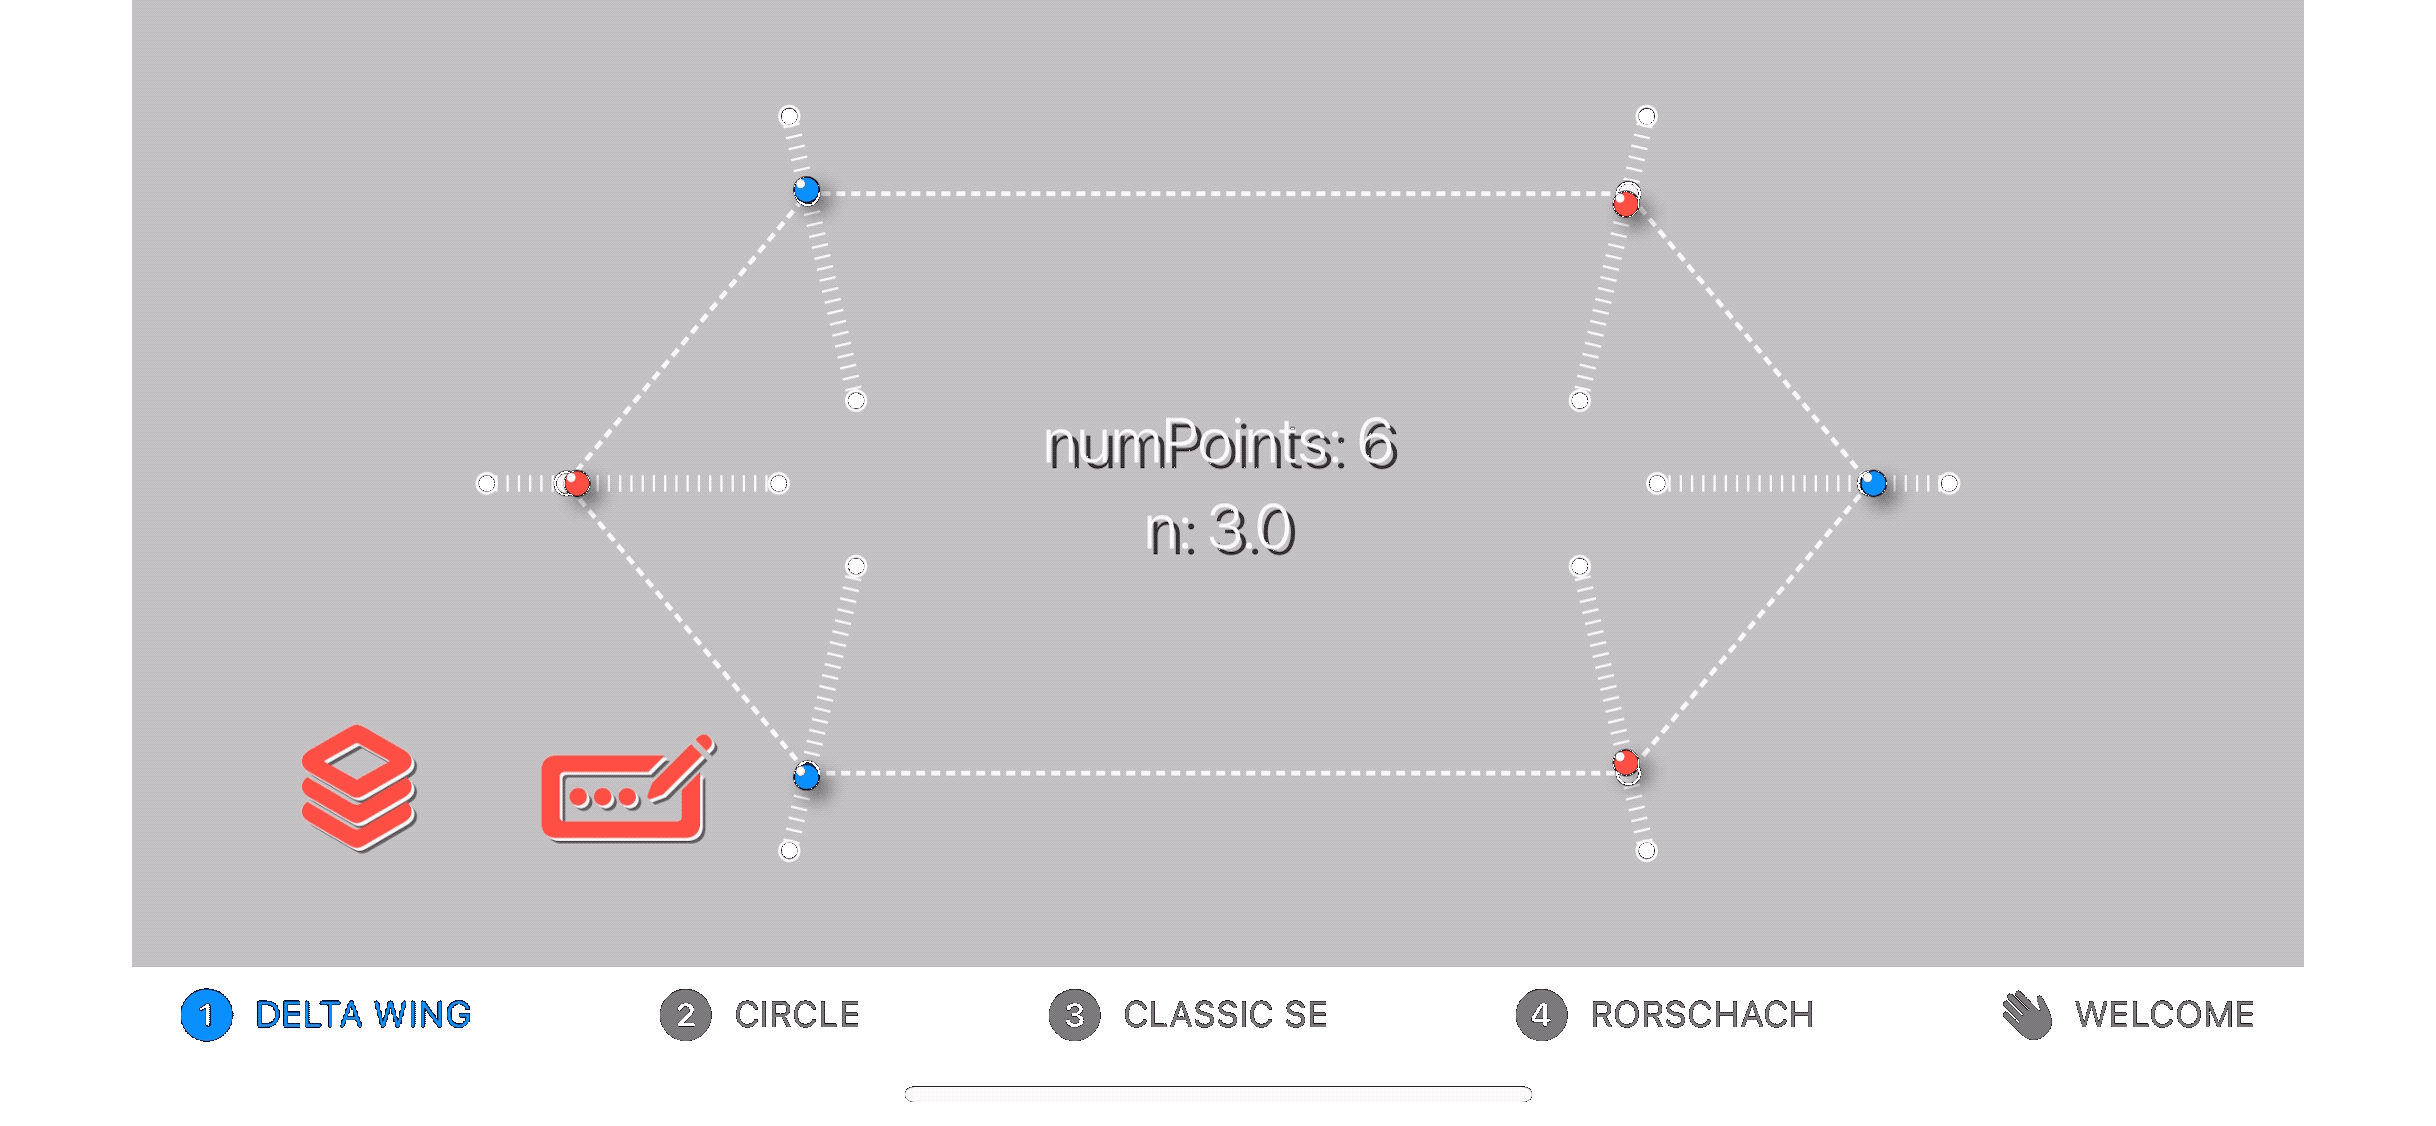 numPoints: 6
n: 3.0
1 DELTA WING
2 CIRCLE
3 CLASSIC SE
4 RORSCHACH
WELCOME